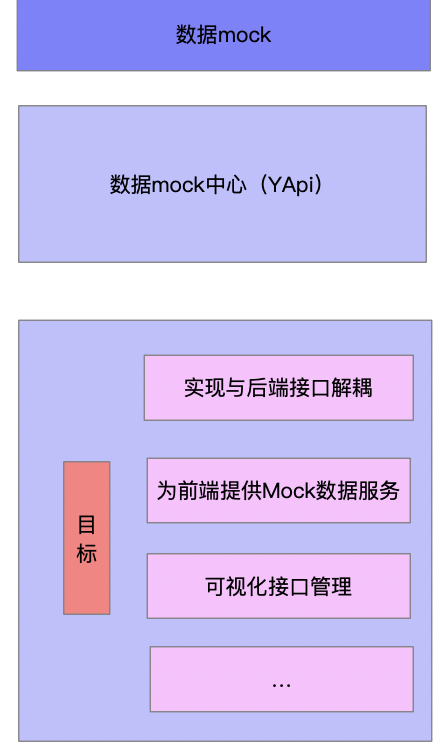 数据mock
数据mock中心（YApi）
实现与后端接口解耦
目
标
为前端提供Mock数据服务
可视化接口管理
...